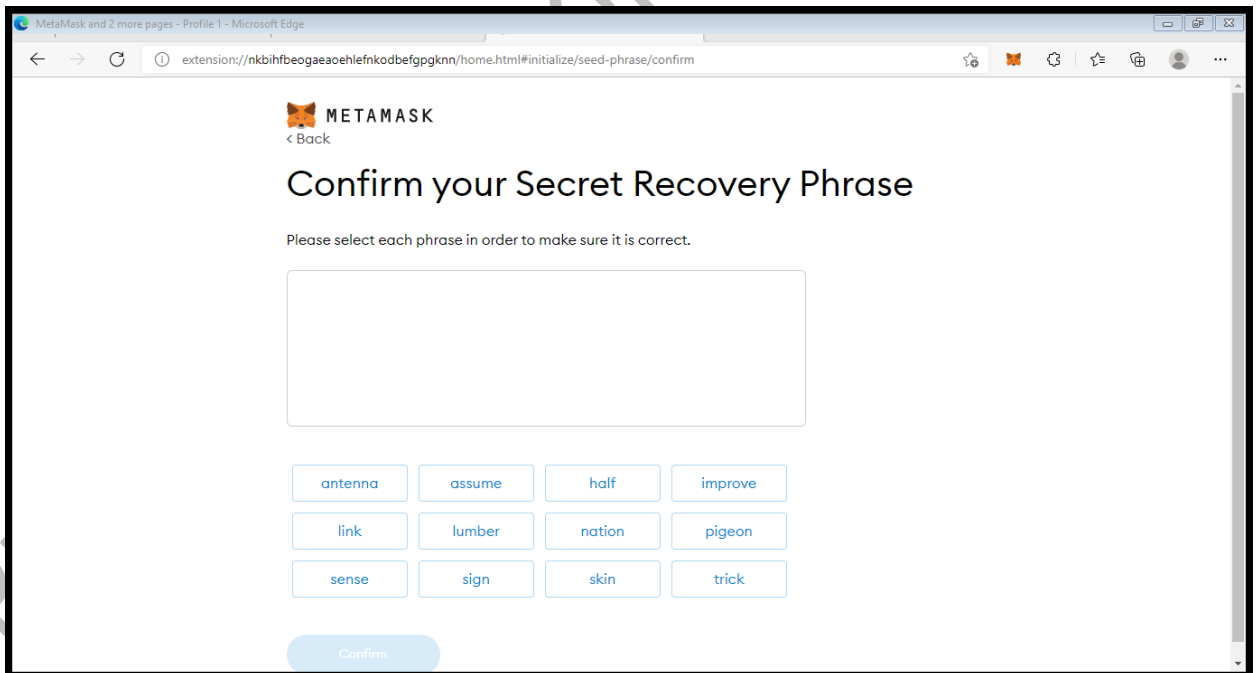 MetaMask and 2 more pages - Profile 1 - Microsoft Edge
extension://nkbihfbeogaeaoehlefnkodbefgpgknn/home.html#initialize/seed-phrase/confirm
METAMASK
< Back
Confirm your Secret Recovery Phrase
Please select each phrase in order to make sure it is correct.
antenna assume half improve
link lumber nation pigeon
sense sign skin trick
Confirm